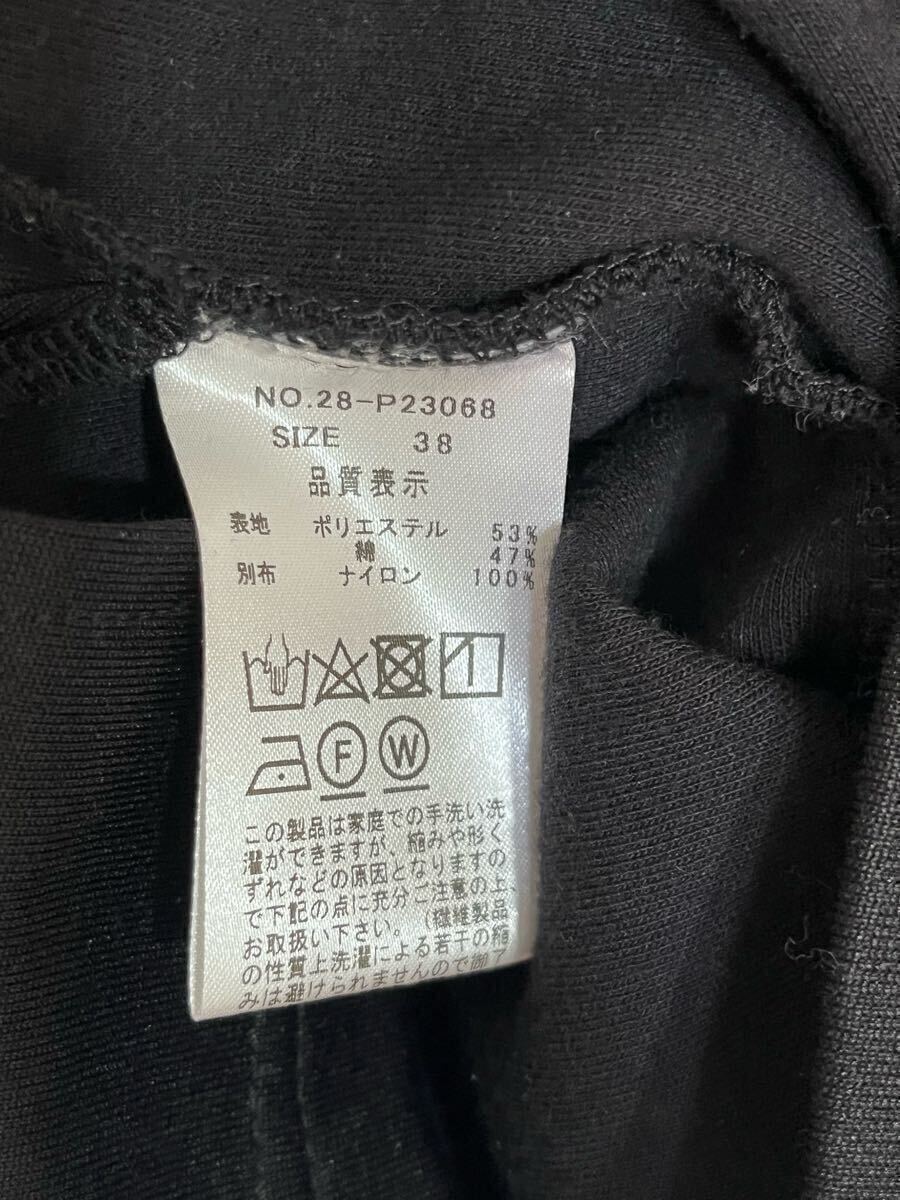 NO.28-P23068
SIZE 38
品質表示
表地 ポリエステル 53%
綿 47%
別布 ナイロン 100%
F W
この製品は家庭での手洗い洗
濯ができますが、縮みや形く
ずれなどの原因となりますの
で下記の点に充分ご注意の上、
お取扱い下さい。(繊維製品
の性質上洗濯による若干の縮
みは避けられませんので御了